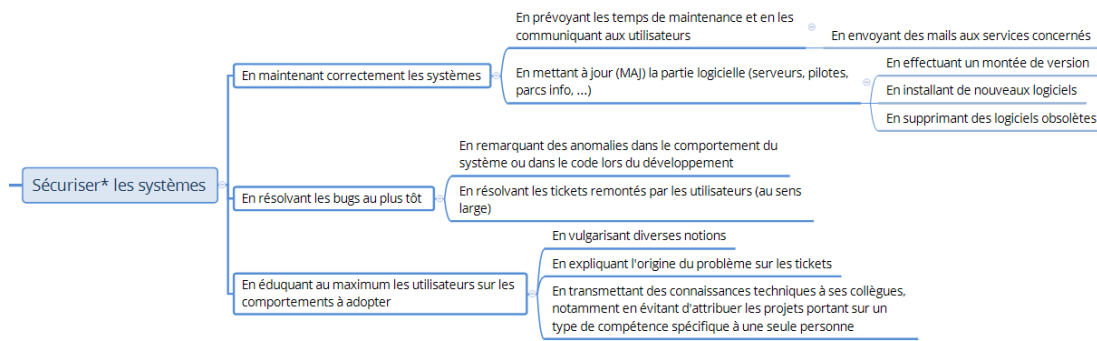 Sécuriser* les systèmes
En maintenant correctement les systèmes
En prévoyant les temps de maintenance et en les
communiquant aux utilisateurs
En envoyant des mails aux services concernés
En mettant à jour (MAJ) la partie logicielle (serveurs, pilotes,
parcs info, ...)
En effectuant un montée de version
En installant de nouveaux logiciels
En supprimant des logiciels obsolètes
En résolvant les bugs au plus tôt
En remarquant des anomalies dans le comportement du
système ou dans le code lors du développement
En résolvant les tickets remontés par les utilisateurs (au sens
large)
En éduquant au maximum les utilisateurs sur les
comportements à adopter
En vulgarisant diverses notions
En expliquant l'origine du problème sur les tickets
En transmettant des connaissances techniques à ses collègues,
notamment en évitant d'attribuer les projets portant sur un
type de compétence spécifique à une seule personne